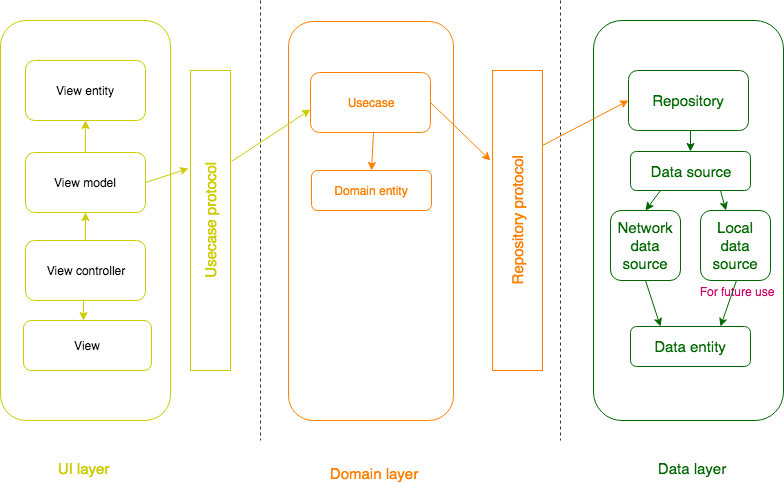 View entity
View model
View controller
View
Usecase protocol
Usecase
Domain entity
Repository protocol
Repository
Data source
Network
data
source
Local
data
source
For future use
Data entity
UI layer
Domain layer
Data layer